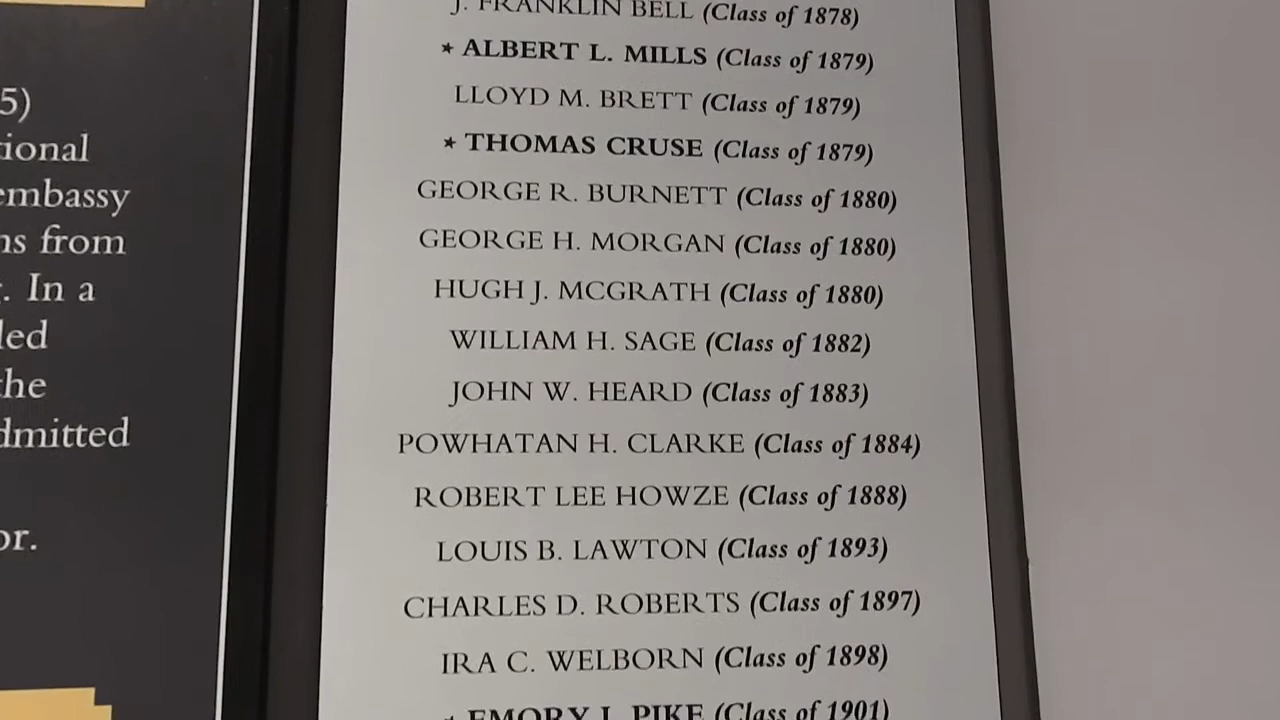 5)
ional
embassy
ns from
. In a
led
he
dmitted
or.
J. FRANKLIN BELL (Class of 1878)
★ ALBERT L. MILLS (Class of 1879)
LLOYD M. BRETT (Class of 1879)
★ THOMAS CRUSE (Class of 1879)
GEORGE R. BURNETT (Class of 1880)
GEORGE H. MORGAN (Class of 1880)
HUGH J. MCGRATH (Class of 1880)
WILLIAM H. SAGE (Class of 1882)
JOHN W. HEARD (Class of 1883)
POWHATAN H. CLARKE (Class of 1884)
ROBERT LEE HOWZE (Class of 1888)
LOUIS B. LAWTON (Class of 1893)
CHARLES D. ROBERTS (Class of 1897)
IRA C. WELBORN (Class of 1898)
★ EMORY J. PIKE (Class of 1901)